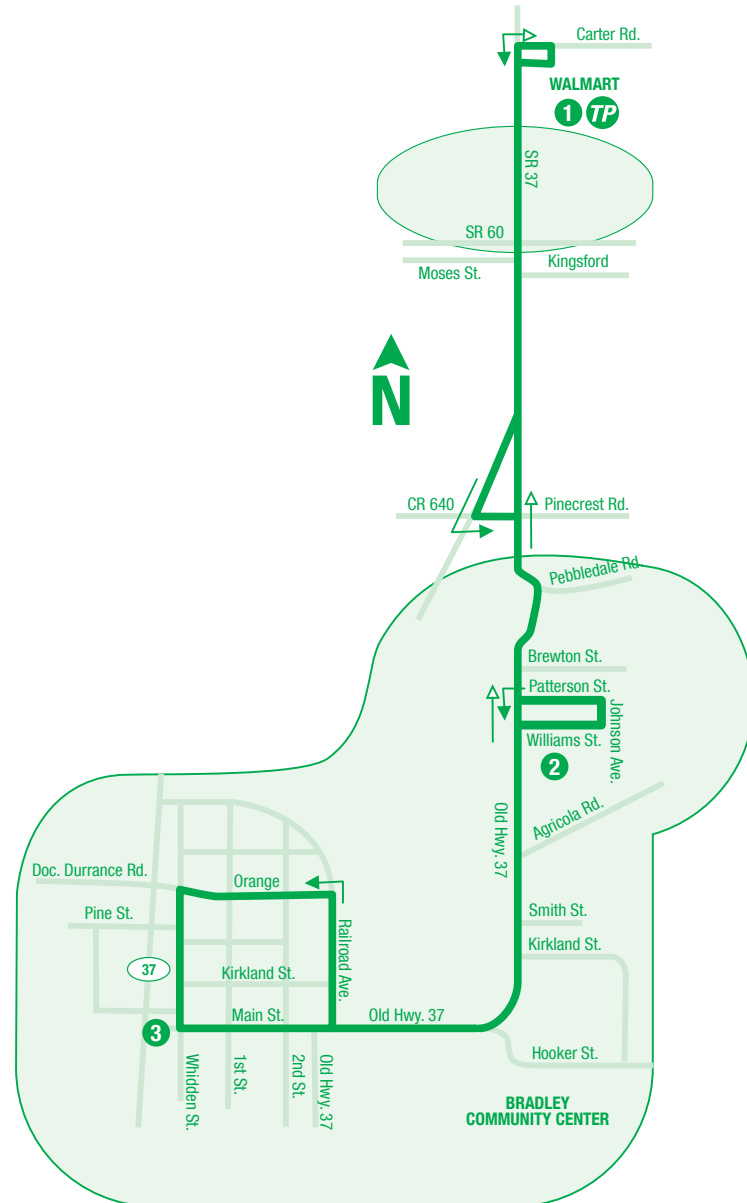 Carter Rd.
WALMART
1 TP
SR 37
SR 60
Moses St.
Kingsford
N
CR 640
Pinecrest Rd.
Pebbledale Rd.
Brewton St.
Patterson St.
Johnson Ave.
Williams St.
2
Old Hwy. 37
Agricola Rd.
Doc. Durrance Rd.
Orange
Pine St.
Smith St.
Railroad Ave.
Kirkland St.
37
Kirkland St.
Main St.
Old Hwy. 37
3
Hooker St.
Whidden St.
1st St.
2nd St.
Old Hwy. 37
BRADLEY
COMMUNITY CENTER